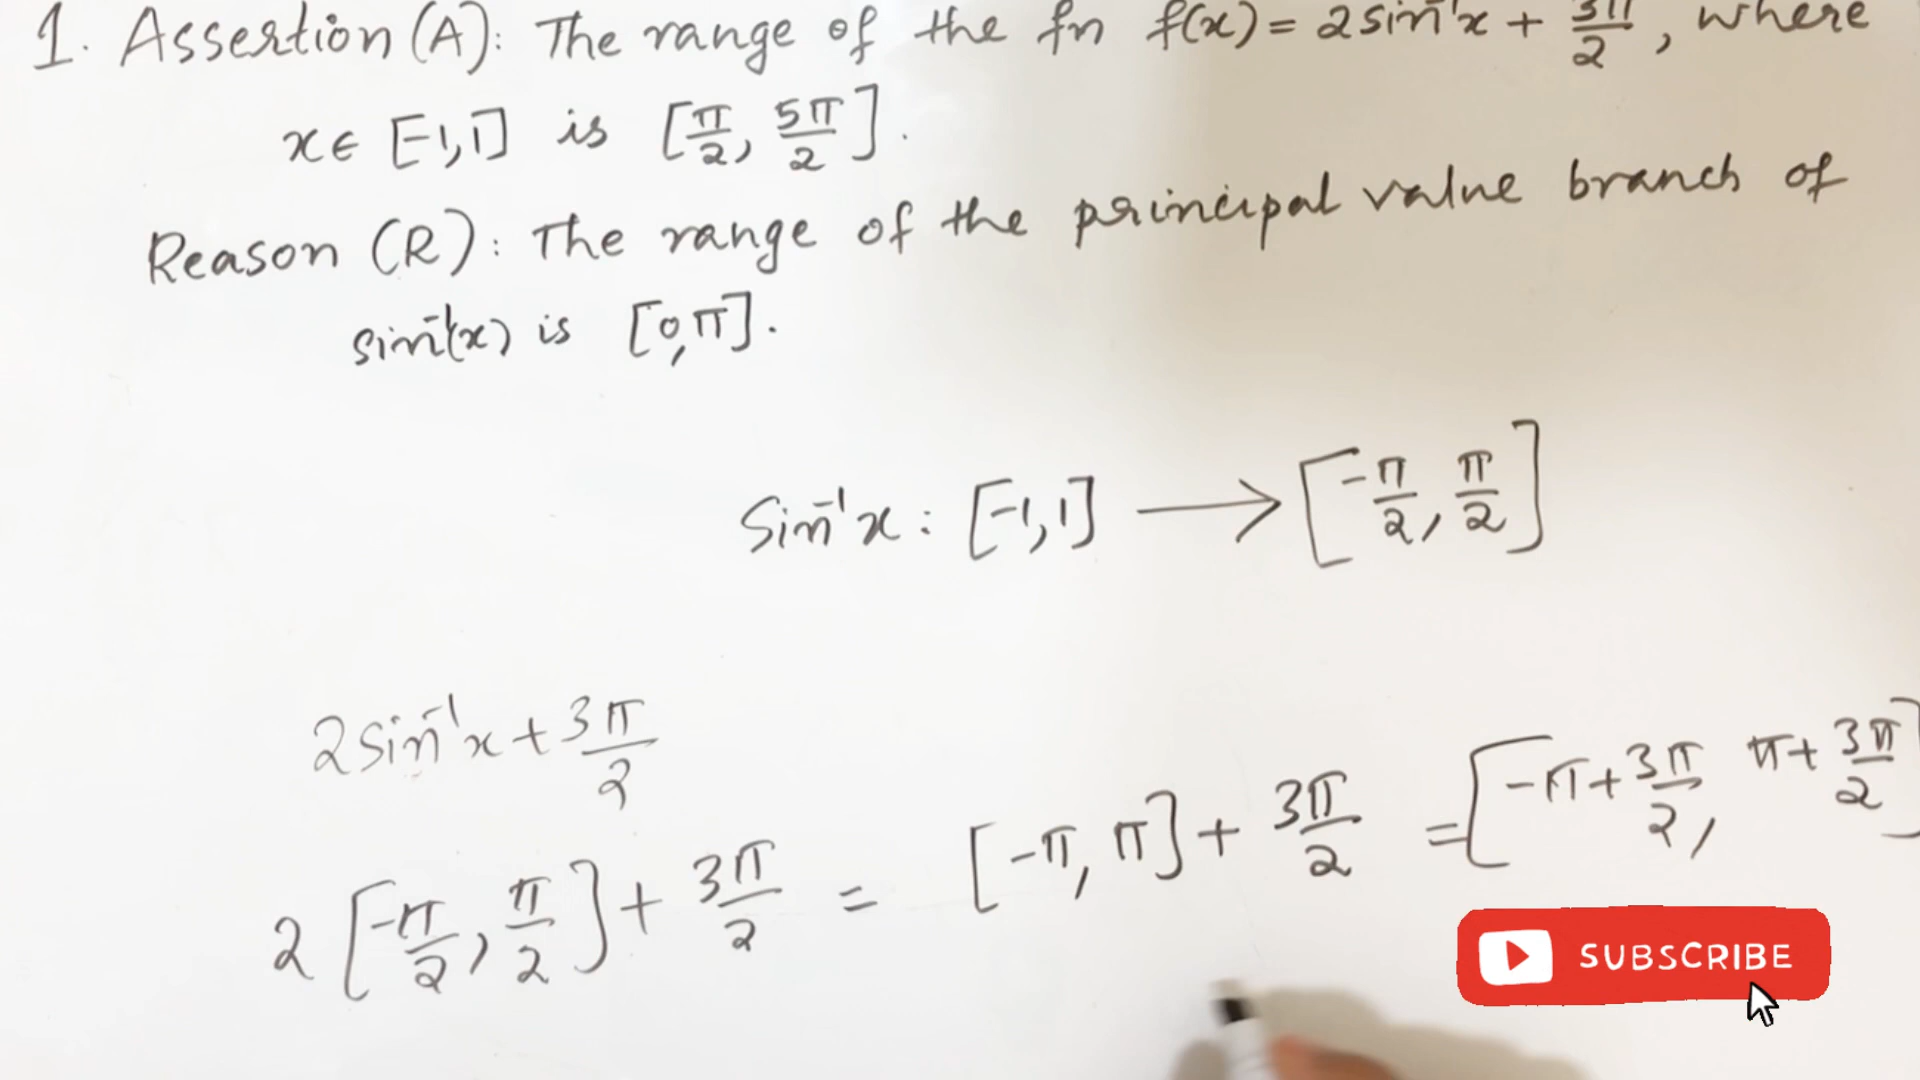 1. Assertion (A): The range of the fn f(x) = 2sin⁻¹x + 3π/2, where
x ∈ [-1,1] is [π/2, 5π/2].
Reason (R): The range of the principal value branch of
sin⁻¹(x) is [0,π].
Sin⁻¹x : [-1,1] ⟶ [-π/2, π/2]
2sin⁻¹x + 3π/2
2 [-π/2, π/2] + 3π/2 = [-π, π] + 3π/2 = [-π + 3π/2, π + 3π/2]
SUBSCRIBE